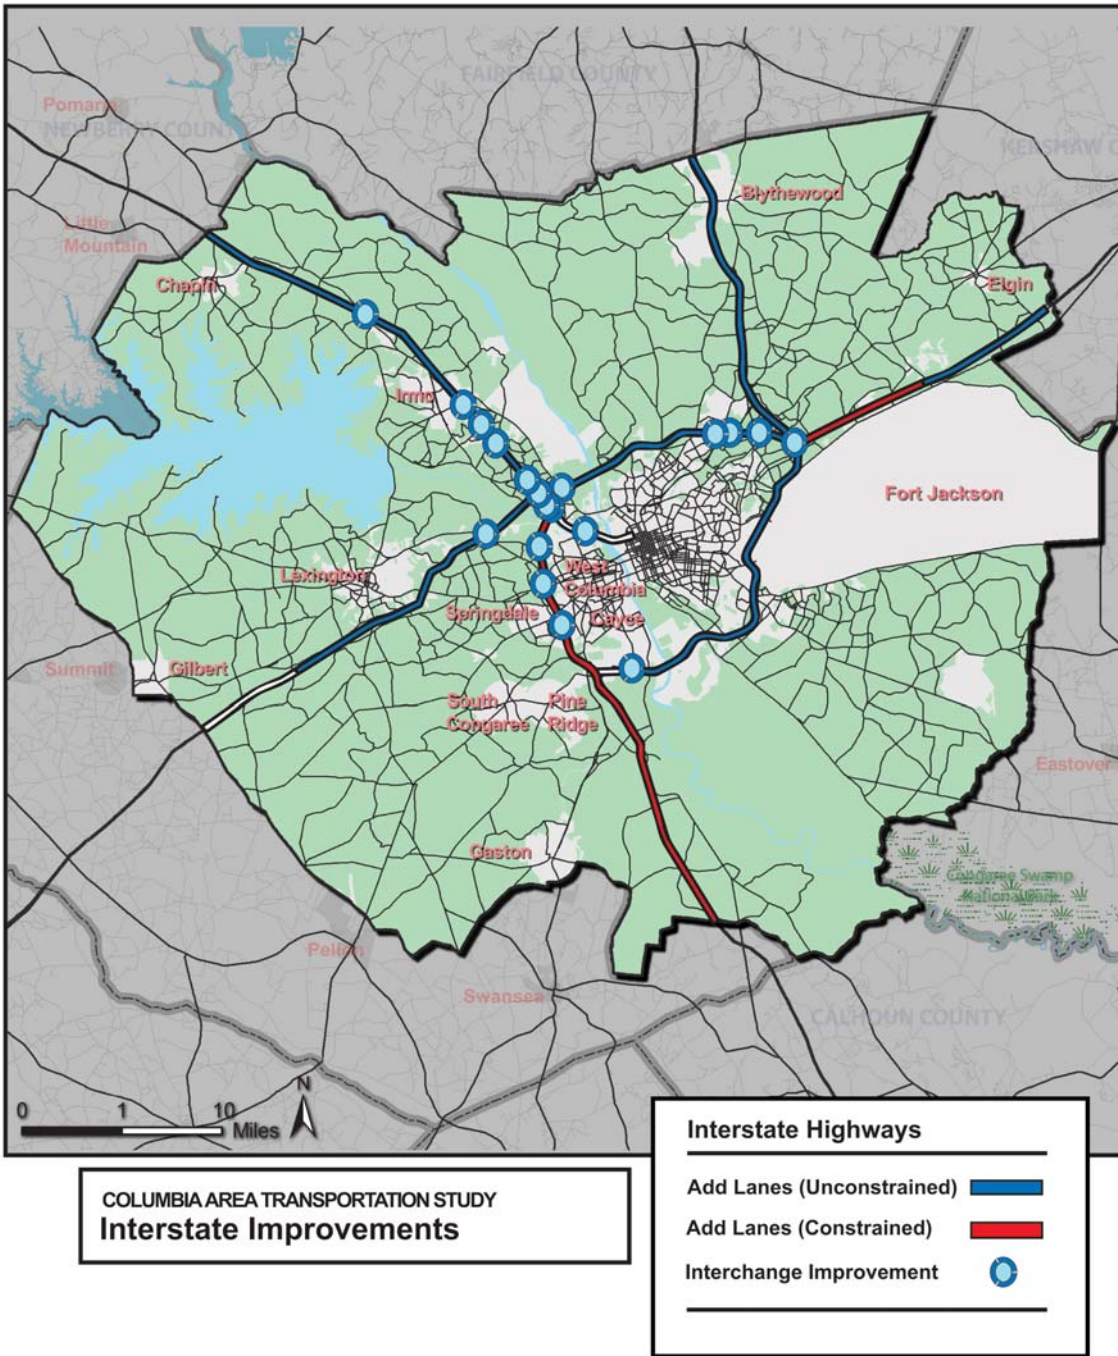 FAIRFIELD COUNTY
Pomaria
NEWBERRY COUNTY
KERSHAW C
Blythewood
Little
Mountain
Chapin
Elgin
Irmo
Fort Jackson
Lexington
West
Columbia
Springdale
Cayce
Summit
Gilbert
South
Congaree
Pine
Ridge
Eastover
Gaston
Congaree Swamp
National Park
Pelion
Swansea
CALHOUN COUNTY
N
0 1 10
Miles
COLUMBIA AREA TRANSPORTATION STUDY
Interstate Improvements
Interstate Highways
Add Lanes (Unconstrained)
Add Lanes (Constrained)
Interchange Improvement